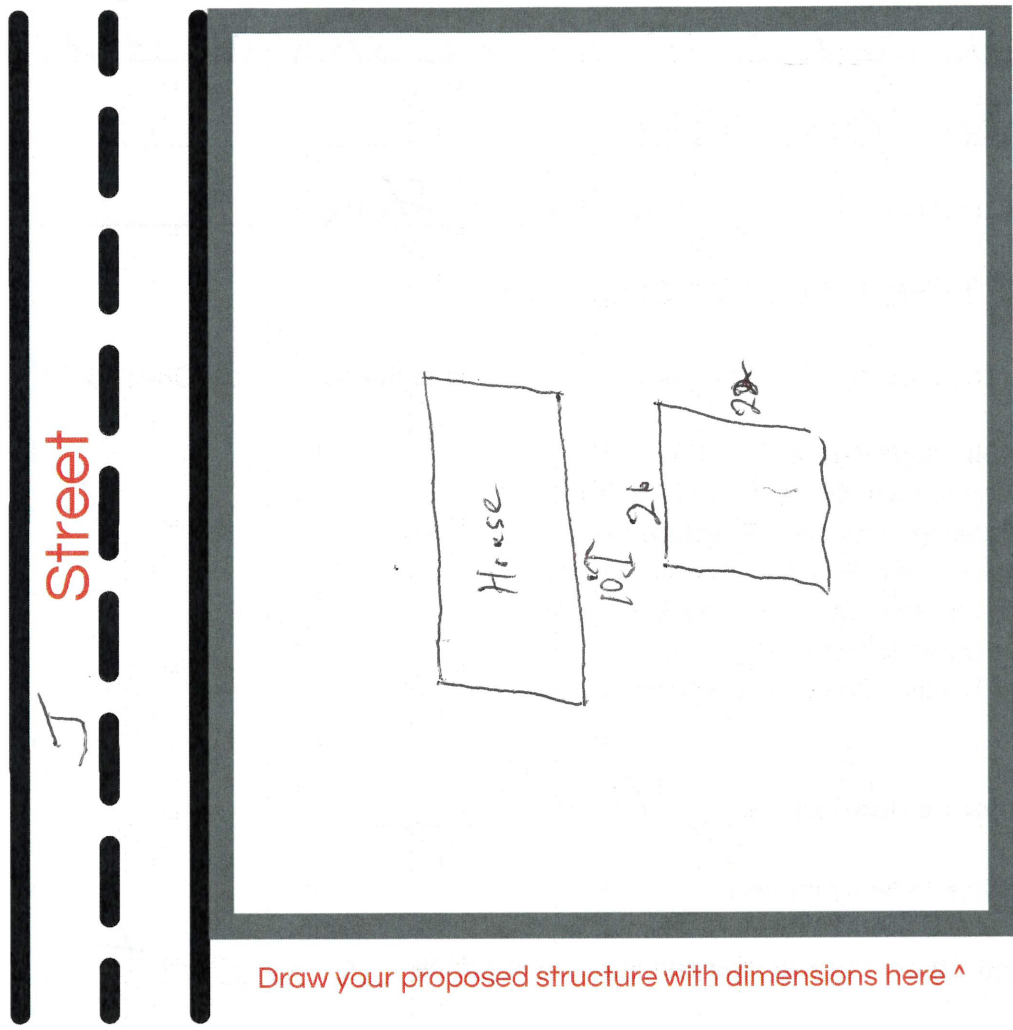 J Street
House
10'
26
28
Draw your proposed structure with dimensions here ^